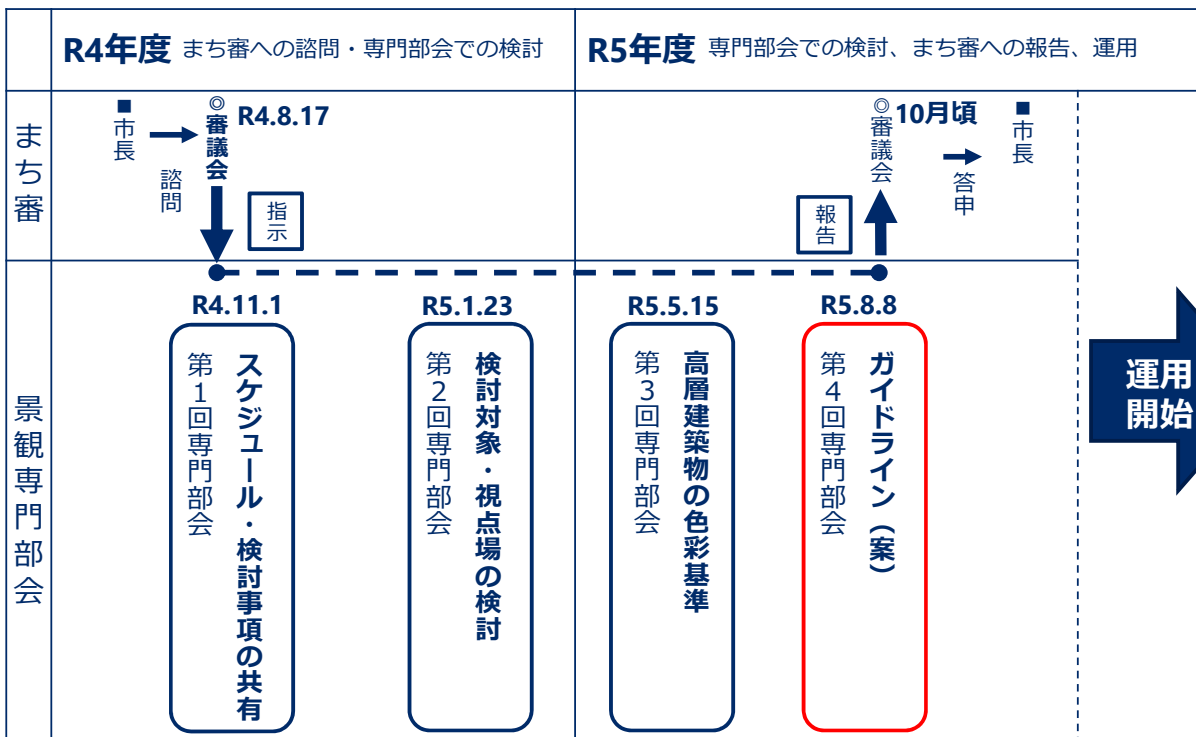 R4年度 まち審への諮問・専門部会での検討
R5年度 専門部会での検討、まち審への報告、運用
まち審
■市長
諮問
◎審議会
R4.8.17
指示
報告
◎審議会
10月頃
答申
■市長
景観専門部会
R4.11.1
スケジュール・検討事項の共有
第1回専門部会
R5.1.23
検討対象・視点場の検討
第2回専門部会
R5.5.15
高層建築物の色彩基準
第3回専門部会
R5.8.8
ガイドライン（案）
第4回専門部会
運用
開始